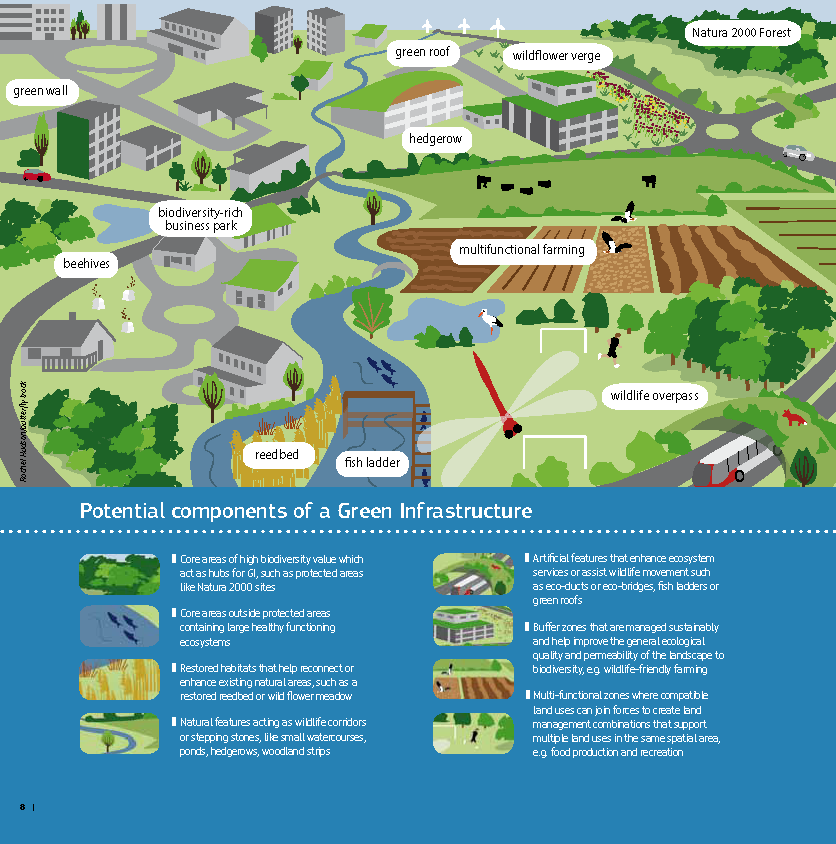 Natura 2000 Forest
green roof
wildflower verge
green wall
hedgerow
biodiversity-rich
business park
multifunctional farming
beehives
wildlife overpass
reedbed
fish ladder
Rachel Hudson/butterfly-bock
Potential components of a Green Infrastructure
Core areas of high biodiversity value which
act as hubs for GI, such as protected areas
like Natura 2000 sites
Core areas outside protected areas
containing large healthy functioning
ecosystems
Restored habitats that help reconnect or
enhance existing natural areas, such as a
restored reedbed or wild flower meadow
Natural features acting as wildlife corridors
or stepping stones, like small watercourses,
ponds, hedgerows, woodland strips
Artificial features that enhance ecosystem
services or assist wildlife movement such
as eco-ducts or eco-bridges, fish ladders or
green roofs
Buffer zones that are managed sustainably
and help improve the general ecological
quality and permeability of the landscape to
biodiversity, e.g. wildlife-friendly farming
Multi-functional zones where compatible
land uses can join forces to create land
management combinations that support
multiple land uses in the same spatial area,
e.g. food production and recreation
8 |